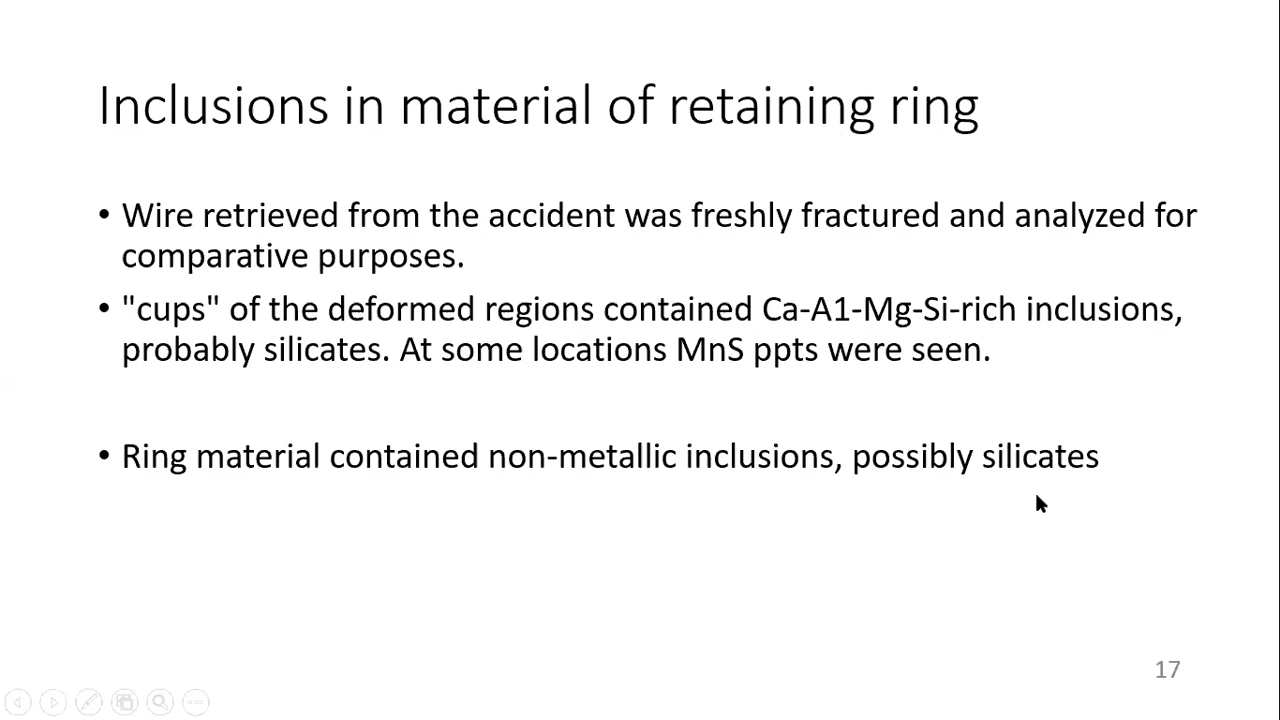 Inclusions in material of retaining ring
• Wire retrieved from the accident was freshly fractured and analyzed for
comparative purposes.
• "cups" of the deformed regions contained Ca-A1-Mg-Si-rich inclusions,
probably silicates. At some locations MnS ppts were seen.
• Ring material contained non-metallic inclusions, possibly silicates
17